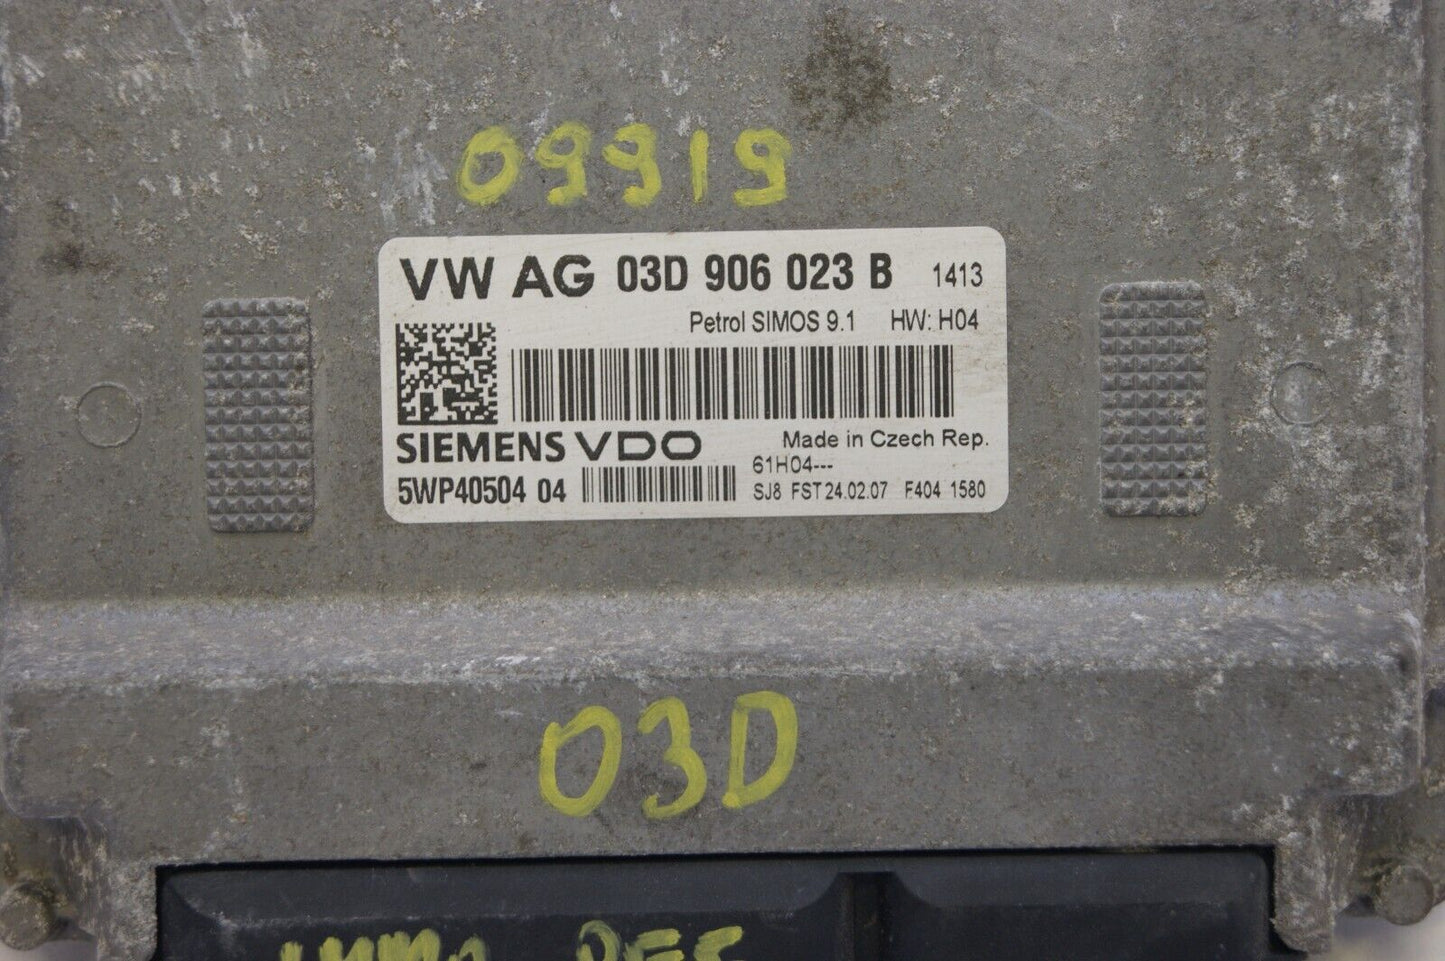 09919
VW AG 03D 906 023 B 1413
Petrol SIMOS 9.1 HW: H04
SIEMENS VDO Made in Czech Rep.
61H04---
5WP40504 04 SJ8 FST 24.02.07 F404 1580
03D